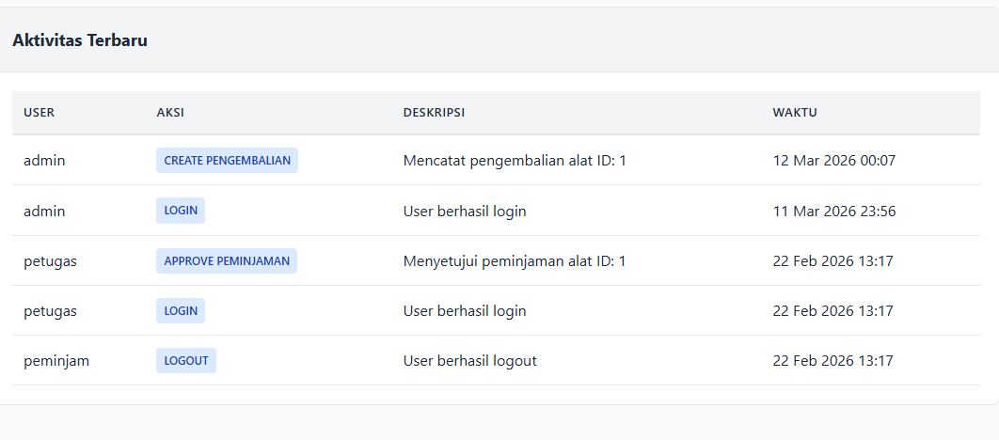 Aktivitas Terbaru
USER AKSI DESKRIPSI WAKTU
admin CREATE PENGEMBALIAN Mencatat pengembalian alat ID: 1 12 Mar 2026 00:07
admin LOGIN User berhasil login 11 Mar 2026 23:56
petugas APPROVE PEMINJAMAN Menyetujui peminjaman alat ID: 1 22 Feb 2026 13:17
petugas LOGIN User berhasil login 22 Feb 2026 13:17
peminjam LOGOUT User berhasil logout 22 Feb 2026 13:17